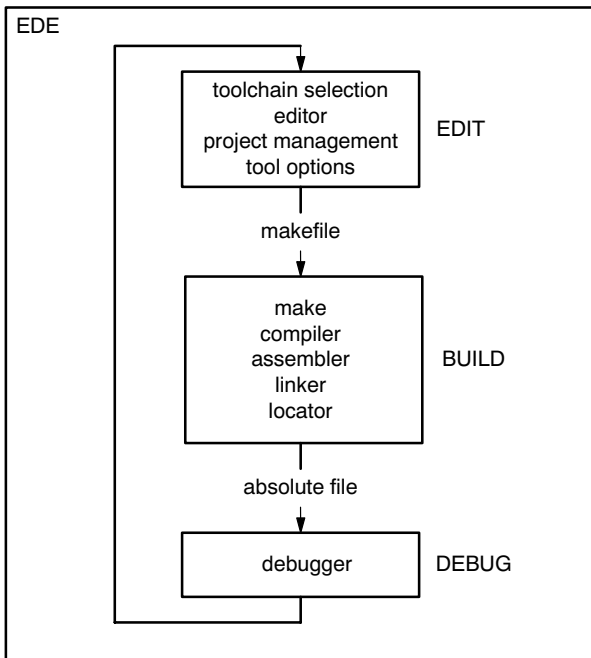 EDE
toolchain selection
editor
project management
tool options
EDIT
makefile
make
compiler
assembler
linker
locator
BUILD
absolute file
debugger
DEBUG